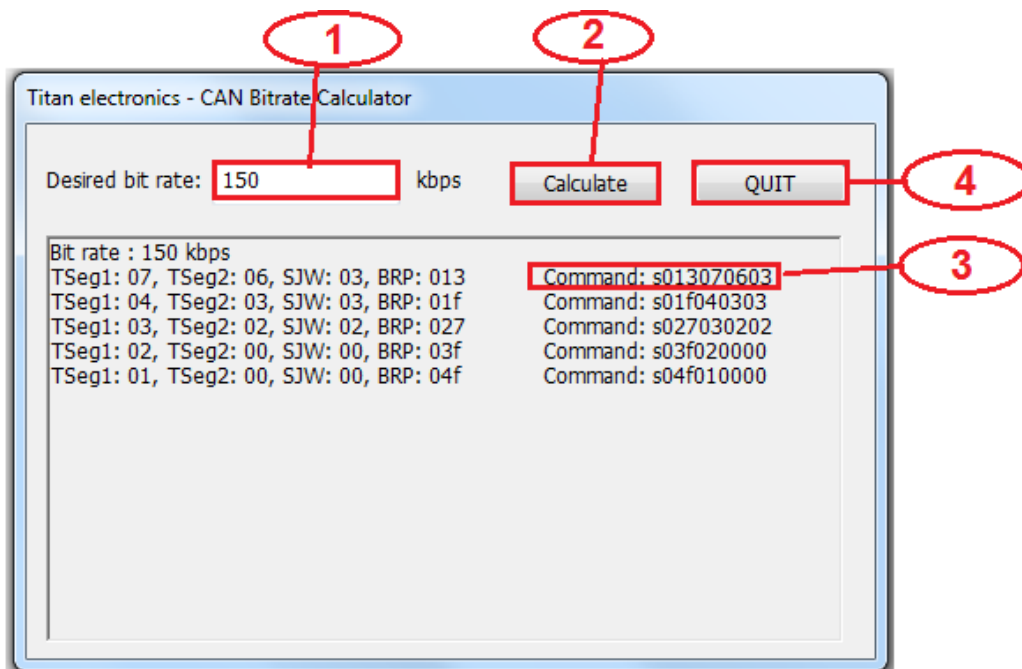 1
2
Titan electronics - CAN Bitrate Calculator
Desired bit rate: 150 kbps Calculate QUIT
4
Bit rate : 150 kbps
TSeg1: 07, TSeg2: 06, SJW: 03, BRP: 013 Command: s013070603
3
TSeg1: 04, TSeg2: 03, SJW: 03, BRP: 01f Command: s01f040303
TSeg1: 03, TSeg2: 02, SJW: 02, BRP: 027 Command: s027030202
TSeg1: 02, TSeg2: 00, SJW: 00, BRP: 03f Command: s03f020000
TSeg1: 01, TSeg2: 00, SJW: 00, BRP: 04f Command: s04f010000